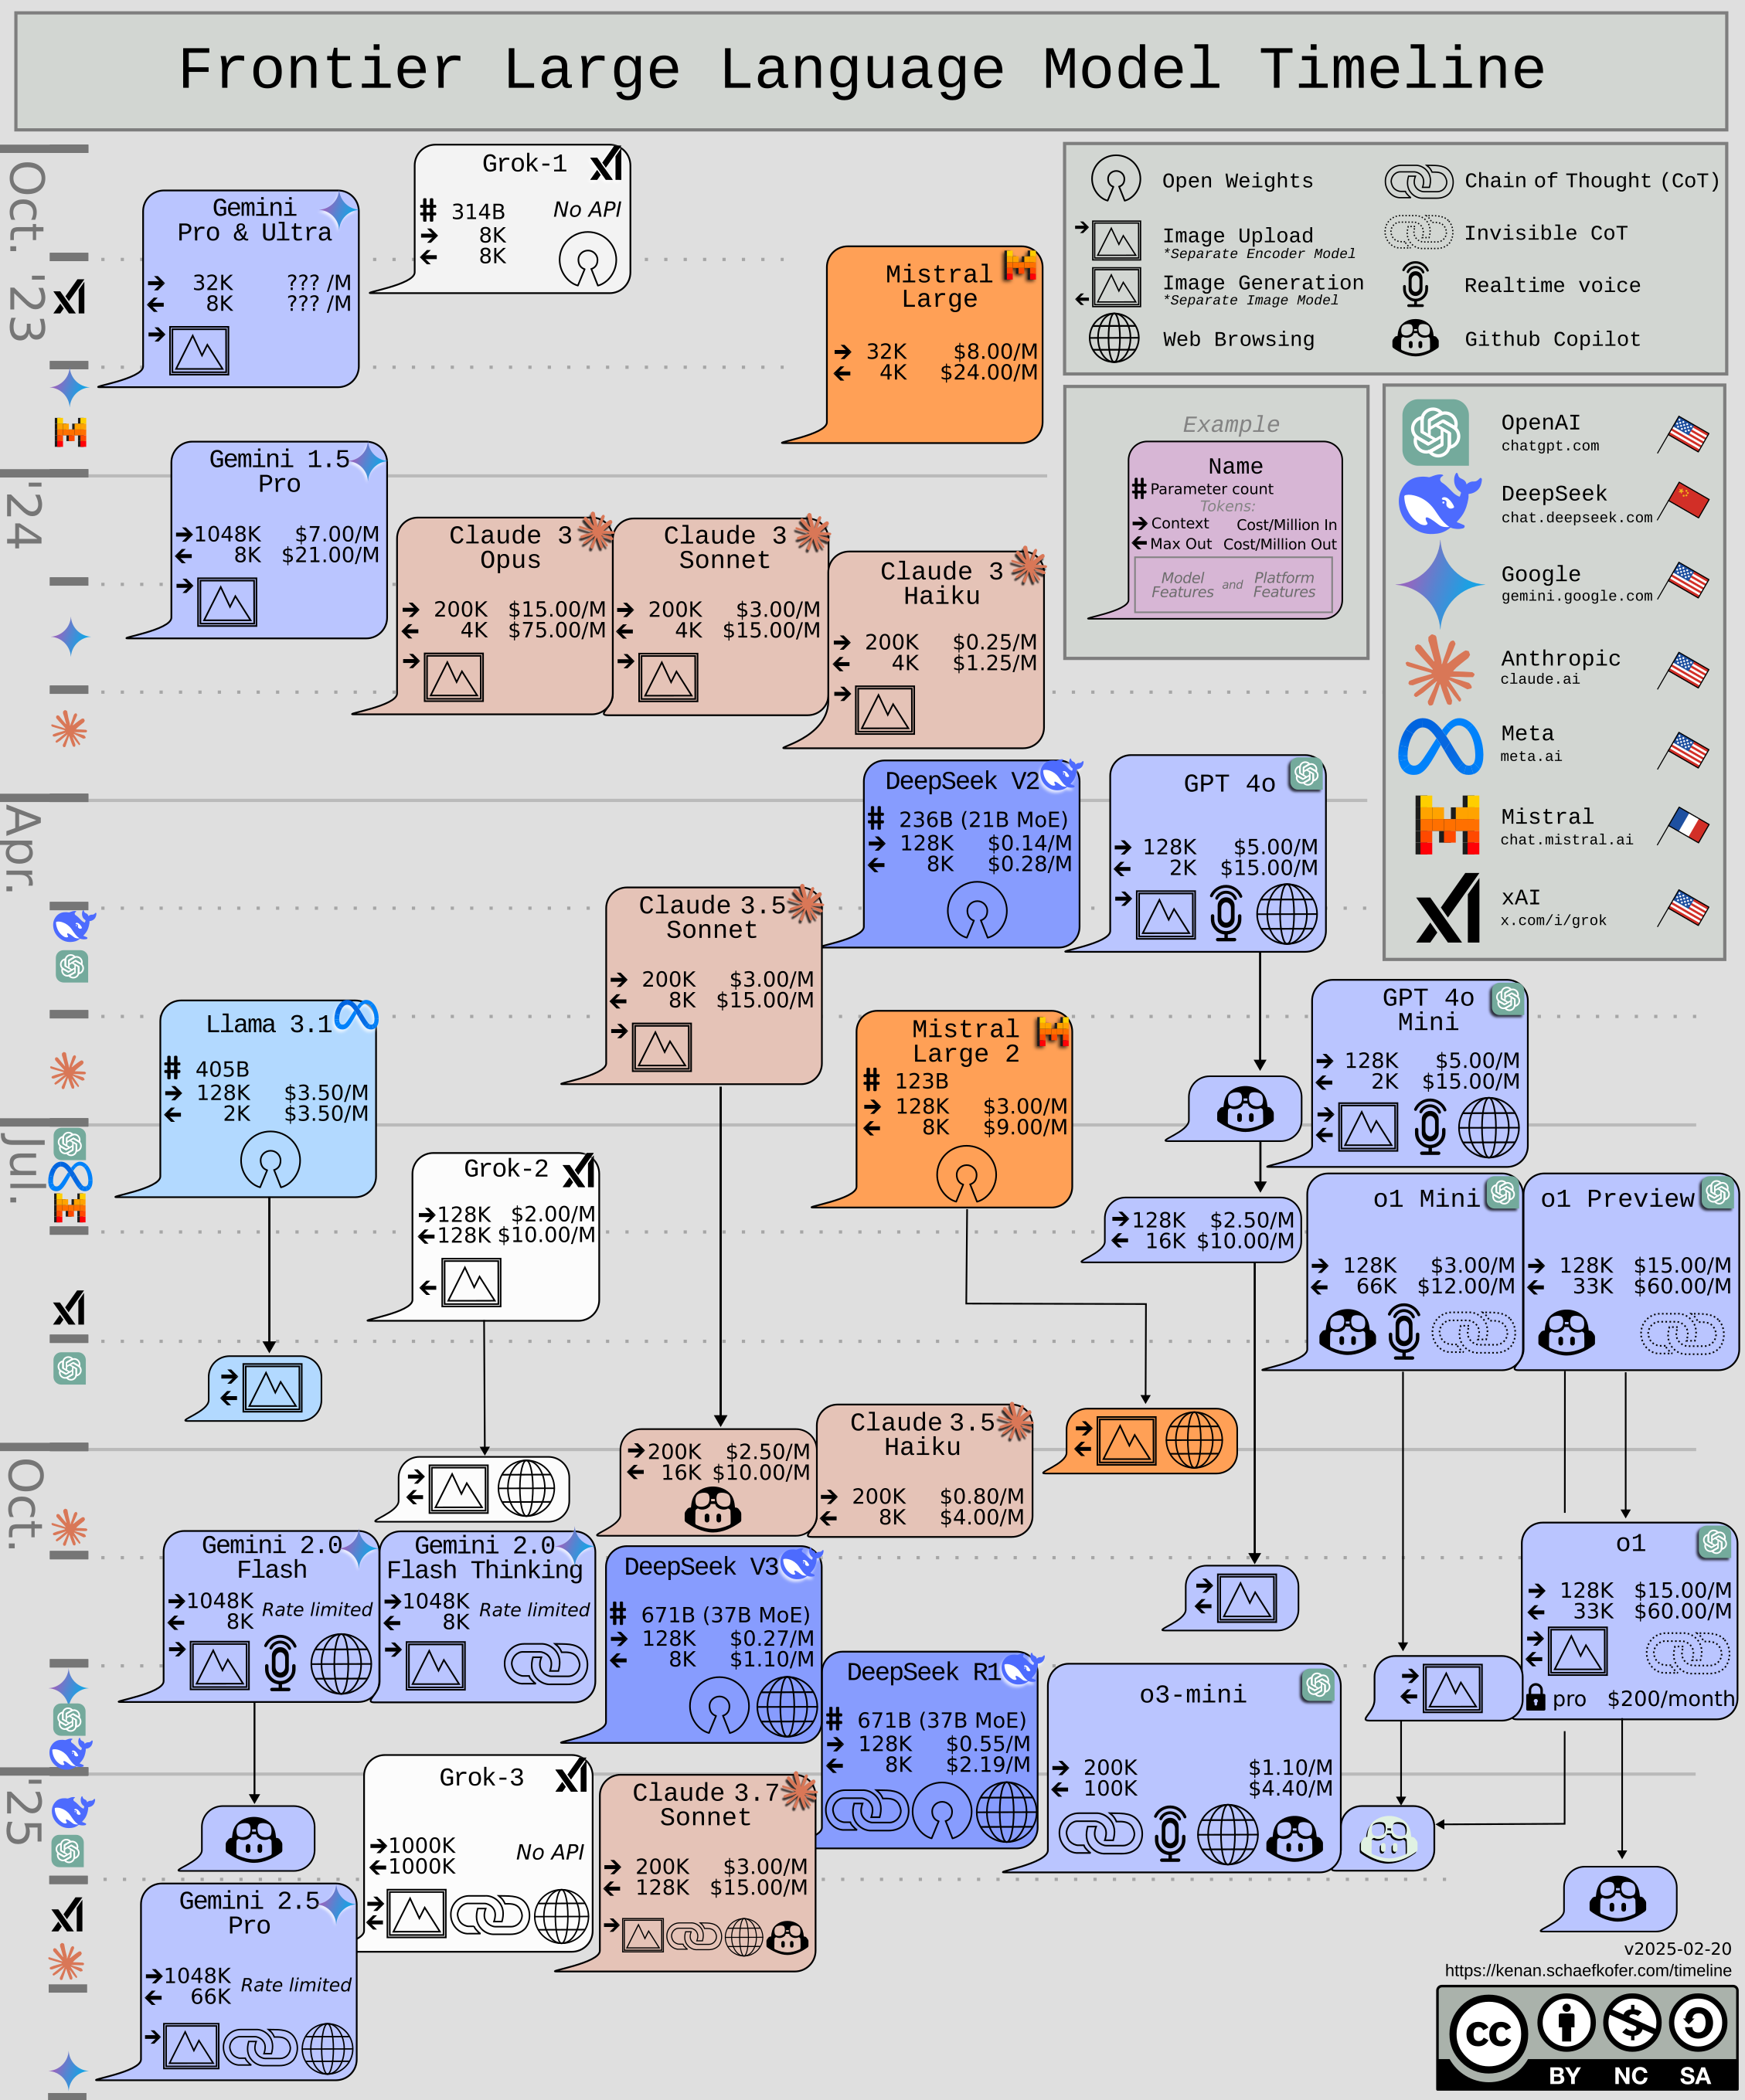 Frontier Large Language Model Timeline
Oct. '23
'24
Apr.
Jul.
Oct.
'25
Open Weights
Image Upload
*Separate Encoder Model
Image Generation
*Separate Image Model
Web Browsing
Chain of Thought (CoT)
Invisible CoT
Realtime voice
Github Copilot
Example
Name
# Parameter count
Tokens:
→ Context Cost/Million In
← Max Out Cost/Million Out
Model Features and Platform Features
OpenAI
chatgpt.com
DeepSeek
chat.deepseek.com
Google
gemini.google.com
Anthropic
claude.ai
Meta
meta.ai
Mistral
chat.mistral.ai
xAI
x.com/i/grok
Grok-1
# 314B No API
→ 8K
← 8K
Gemini
Pro & Ultra
→ 32K ??? /M
← 8K ??? /M
Mistral
Large
→ 32K $8.00/M
← 4K $24.00/M
Gemini 1.5
Pro
→1048K $7.00/M
← 8K $21.00/M
Claude 3
Opus
→ 200K $15.00/M
← 4K $75.00/M
Claude 3
Sonnet
→ 200K $3.00/M
← 4K $15.00/M
Claude 3
Haiku
→ 200K $0.25/M
← 4K $1.25/M
DeepSeek V2
# 236B (21B MoE)
→ 128K $0.14/M
← 8K $0.28/M
GPT 4o
→ 128K $5.00/M
← 2K $15.00/M
Claude 3.5
Sonnet
→ 200K $3.00/M
← 8K $15.00/M
GPT 4o
Mini
→ 128K $5.00/M
← 2K $15.00/M
Llama 3.1
# 405B
→ 128K $3.50/M
← 2K $3.50/M
Mistral
Large 2
# 123B
→ 128K $3.00/M
← 8K $9.00/M
Grok-2
→128K $2.00/M
←128K $10.00/M
→128K $2.50/M
← 16K $10.00/M
o1 Mini
→ 128K $3.00/M
← 66K $12.00/M
o1 Preview
→ 128K $15.00/M
← 33K $60.00/M
→200K $2.50/M
← 16K $10.00/M
Claude 3.5
Haiku
→ 200K $0.80/M
← 8K $4.00/M
Gemini 2.0
Flash
→1048K Rate limited
← 8K
Gemini 2.0
Flash Thinking
→1048K Rate limited
← 8K
DeepSeek V3
# 671B (37B MoE)
→ 128K $0.27/M
← 8K $1.10/M
o1
→ 128K $15.00/M
← 33K $60.00/M
pro $200/month
DeepSeek R1
# 671B (37B MoE)
→ 128K $0.55/M
← 8K $2.19/M
o3-mini
→ 200K $1.10/M
← 100K $4.40/M
Grok-3
→1000K No API
←1000K
Claude 3.7
Sonnet
→ 200K $3.00/M
← 128K $15.00/M
Gemini 2.5
Pro
→1048K Rate limited
← 66K
v2025-02-20
https://kenan.schaefkofer.com/timeline
CC
BY NC SA